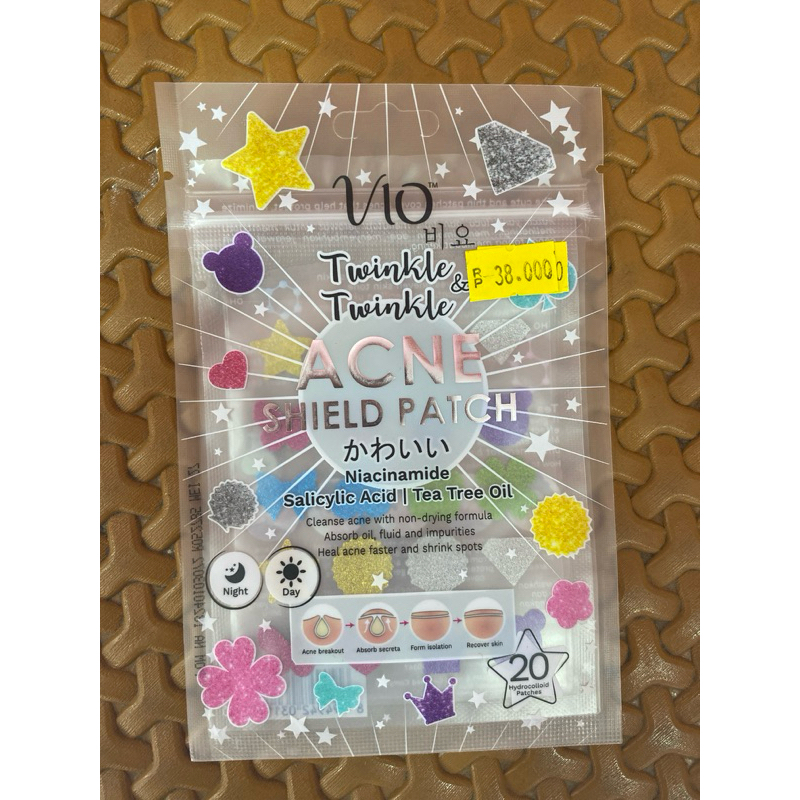 VIO™
비요
Twinkle &
Twinkle
RP 38.000
ACNE
SHIELD PATCH
かわいい
Niacinamide
Salicylic Acid | Tea Tree Oil
Cleanse acne with non-drying formula
Absorb oil, fluid and impurities
Heal acne faster and shrink spots
Night
Day
Acne breakout
Absorb secreta
Form isolation
Recover skin
20
Hydrocolloid
Patches